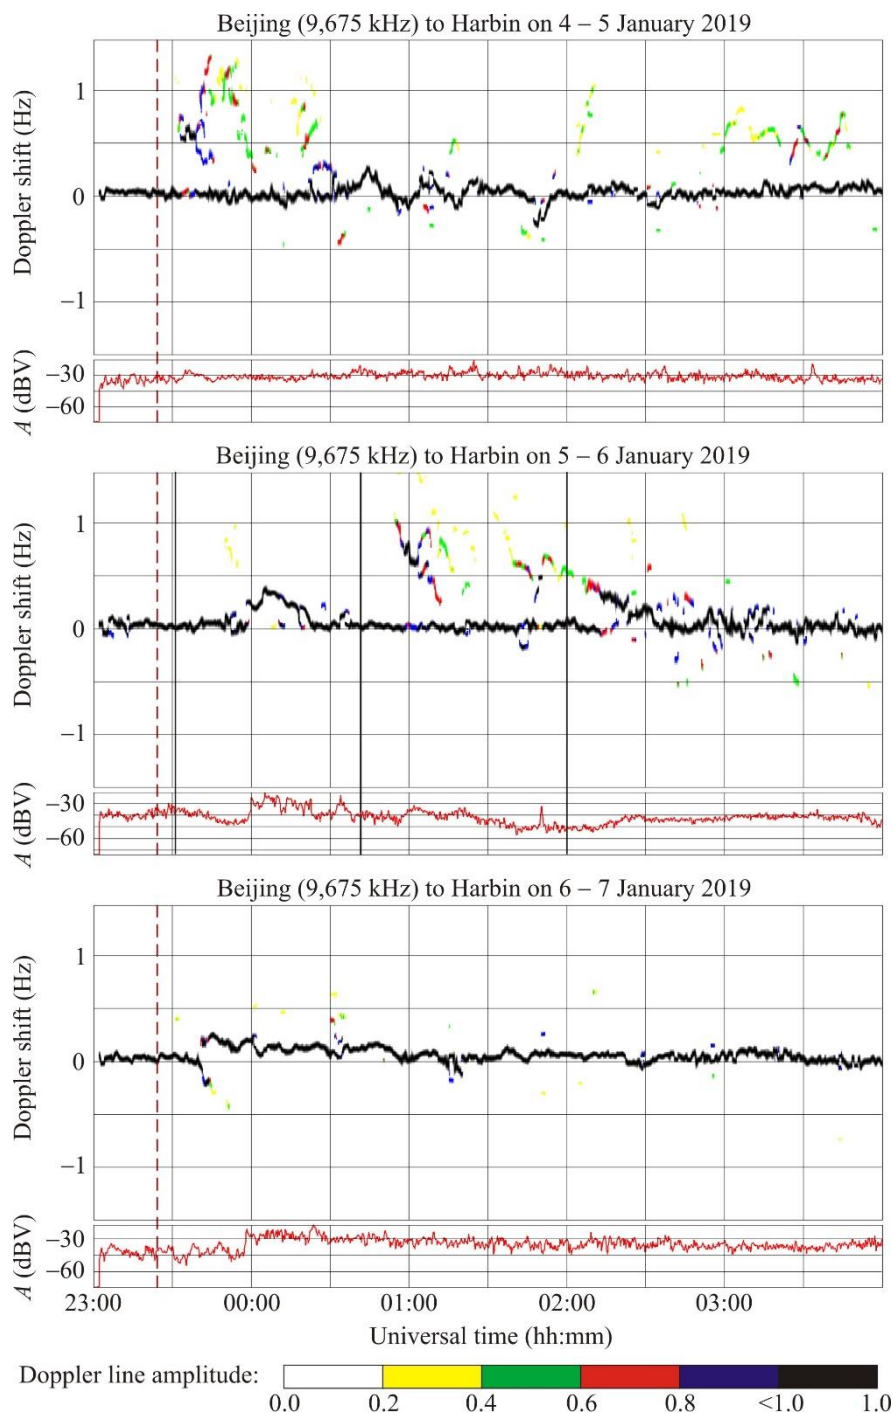 Beijing (9,675 kHz) to Harbin on 4 – 5 January 2019
Doppler shift (Hz)
1
0
−1
A (dBV)
−30
−60
Beijing (9,675 kHz) to Harbin on 5 – 6 January 2019
Doppler shift (Hz)
1
0
−1
A (dBV)
−30
−60
Beijing (9,675 kHz) to Harbin on 6 – 7 January 2019
Doppler shift (Hz)
1
0
−1
A (dBV)
−30
−60
23:00 00:00 01:00 02:00 03:00
Universal time (hh:mm)
Doppler line amplitude:
0.0 0.2 0.4 0.6 0.8 <1.0 1.0